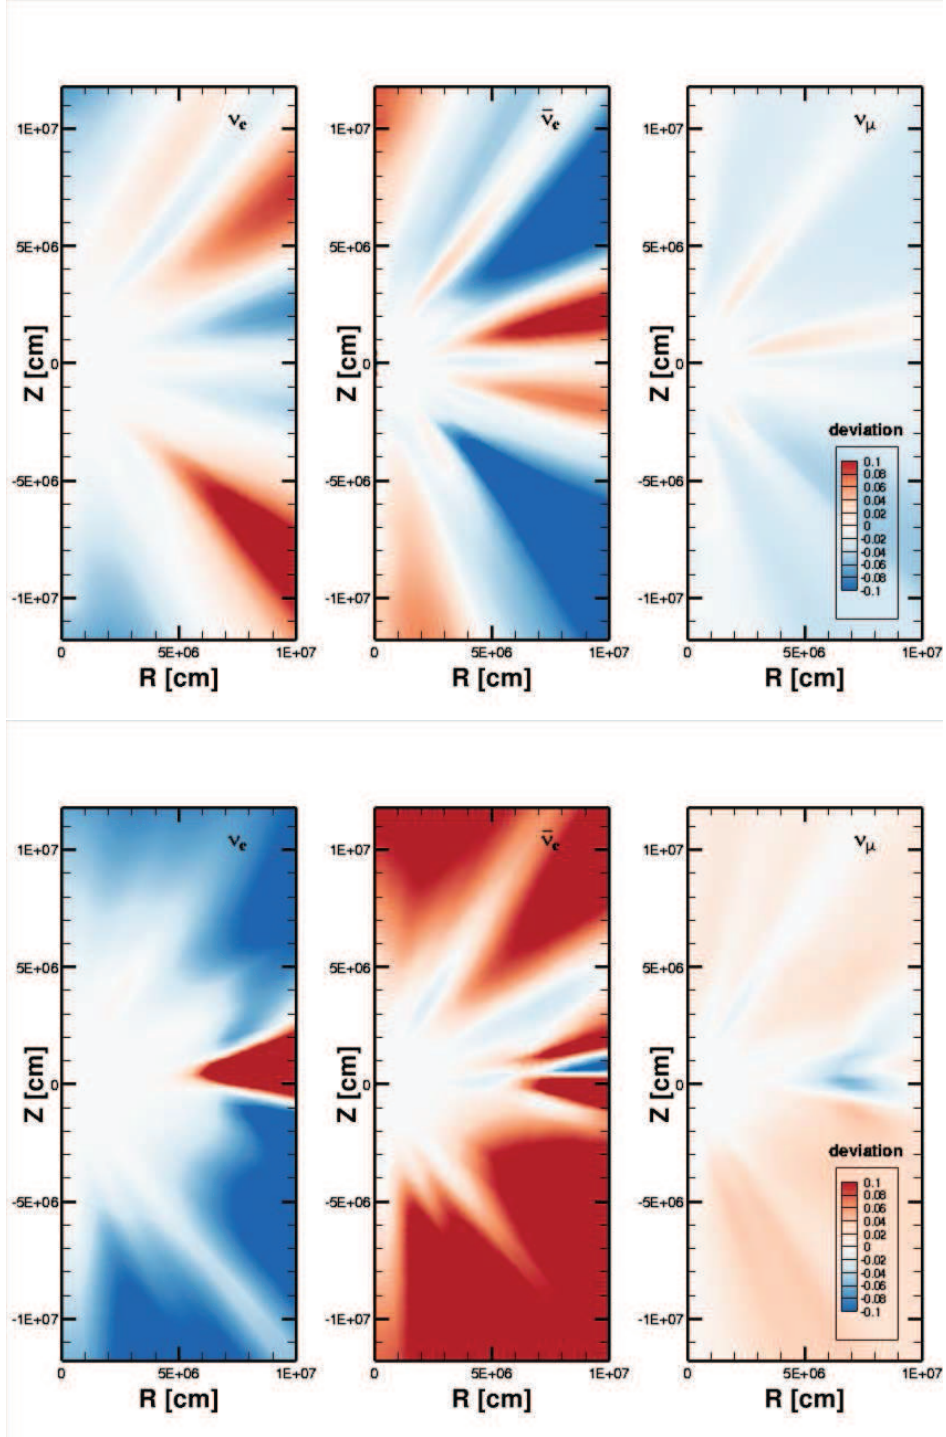 νe
ν̄e
νμ
1E+07
5E+06
0
-5E+06
-1E+07
Z [cm]
1E+07
5E+06
0
-5E+06
-1E+07
Z [cm]
1E+07
5E+06
0
-5E+06
-1E+07
Z [cm]
deviation
0.1
0.08
0.06
0.04
0.02
0
-0.02
-0.04
-0.06
-0.08
-0.1
0 5E+06 1E+07
0 5E+06 1E+07
0 5E+06 1E+07
R [cm]
R [cm]
R [cm]
νe
ν̄e
νμ
1E+07
5E+06
0
-5E+06
-1E+07
Z [cm]
1E+07
5E+06
0
-5E+06
-1E+07
Z [cm]
1E+07
5E+06
0
-5E+06
-1E+07
Z [cm]
deviation
0.1
0.08
0.06
0.04
0.02
0
-0.02
-0.04
-0.06
-0.08
-0.1
0 5E+06 1E+07
0 5E+06 1E+07
0 5E+06 1E+07
R [cm]
R [cm]
R [cm]